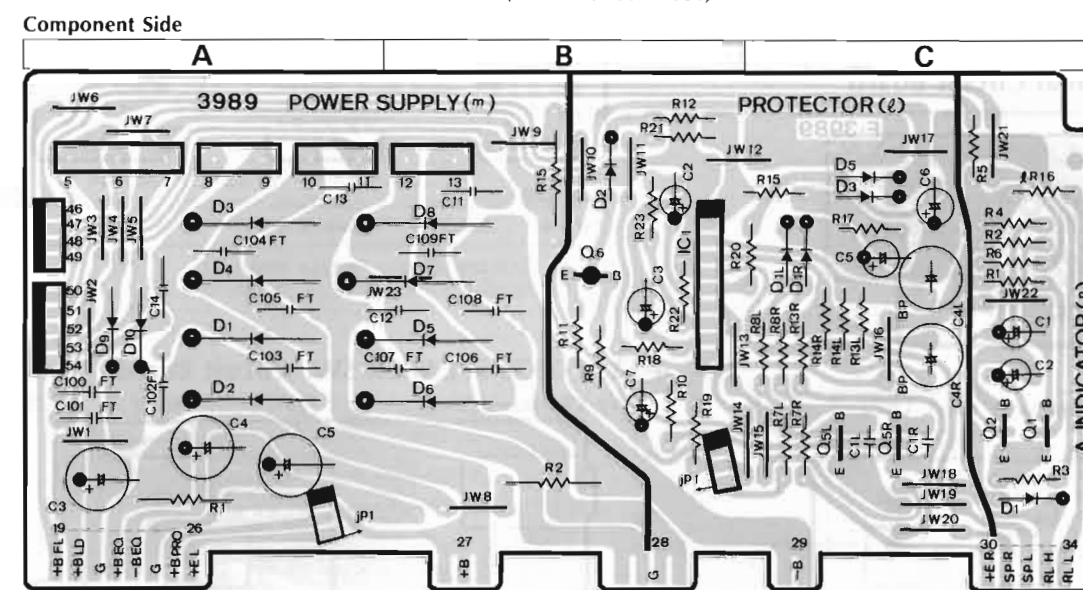 Component Side
A B C
3989 POWER SUPPLY (m)
PROTECTOR (ℓ)
JW6
JW7
JW9
R12
R21
JW12
JW17
JW21
R5
5 6 7 8 9 10 11 12 13
C13
C11
R15
JW10
D2
JW11
R23
C2
IC1
R15
D5
D3
C6
R16
46
47
48
49
JW3
JW4
JW5
D3
C104 FT
D8
C109 FT
Q6
E B
R20
D1L
D1R
R17
C5
R4
R2
R6
R1
JW22
50
51
52
53
54
JW2
D9
D10
C14
D4
C105 FT
D7
JW23
C12
C108 FT
R11
C3
R22
R18
JW13
R8L
R8R
R13R
R14R
R14L
R13L
JW16
BP
C4L
C1
D1
C103 FT
D5
C107 FT
C106 FT
R9
C7
R10
R19
BP
C4R
C2
C100 FT
C101 FT
C102F
D2
D6
JW1
C4
C5
JW14
JW15
R7L
R7R
Q5L
B
E
C1L
Q5R
B
E
C1R
Q2
B
E
Q1
B
E
C3
R1
jP1
JW8
R2
jP1
JW18
JW19
JW20
R3
D1
19 26 27 28 29 30 34
+B FL
+B LD
G
+B EQ
-B EQ
G
+B PRO
+E L
+B
G
-B
+E R
SP R
SP L
RL H
RL L